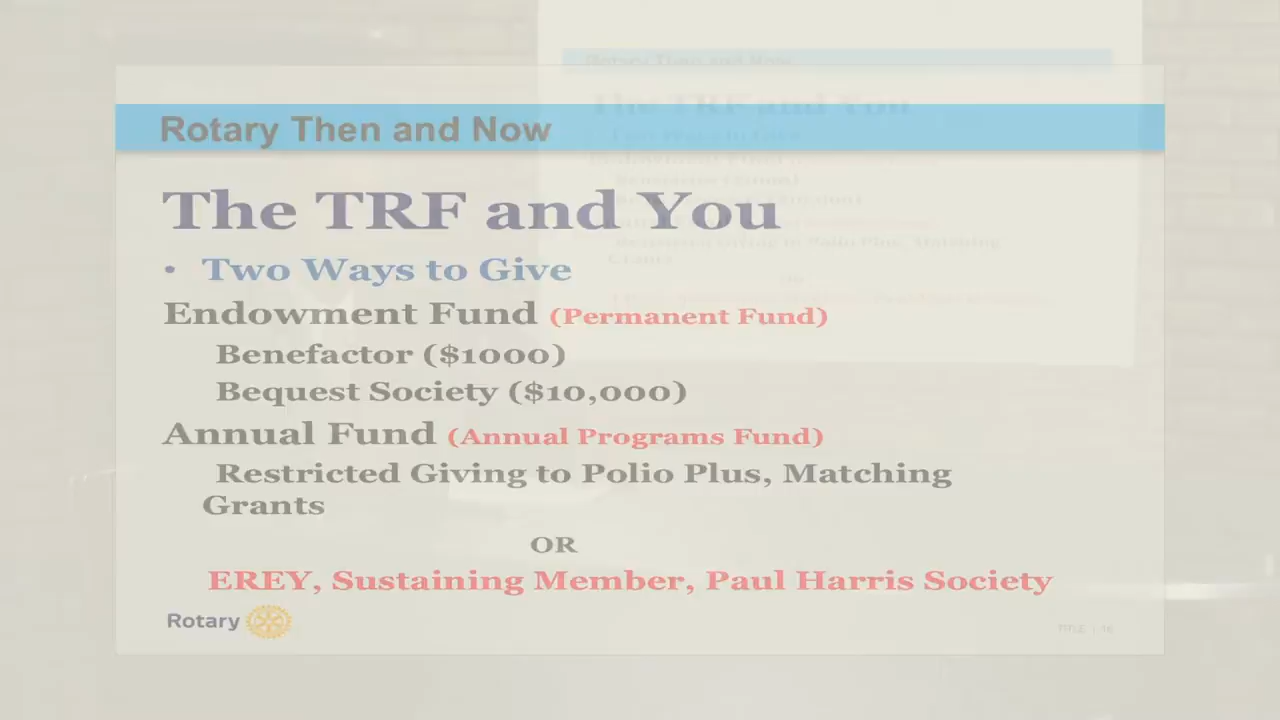 Rotary Then and Now
The TRF and You
• Two Ways to Give
Endowment Fund (Permanent Fund)
Benefactor ($1000)
Bequest Society ($10,000)
Annual Fund (Annual Programs Fund)
Restricted Giving to Polio Plus, Matching
Grants
OR
EREY, Sustaining Member, Paul Harris Society
Rotary
TITLE | 16